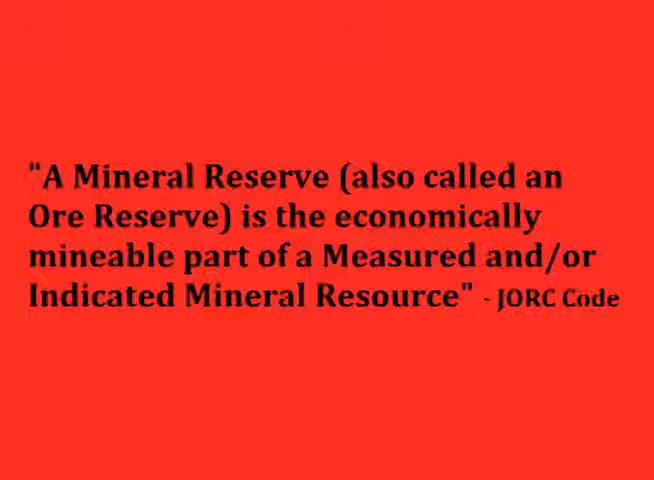 "A Mineral Reserve (also called an
Ore Reserve) is the economically
mineable part of a Measured and/or
Indicated Mineral Resource" - JORC Code